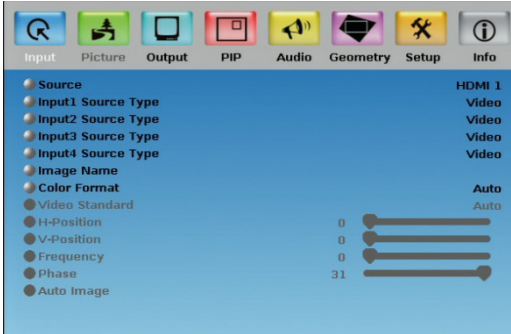 Input Picture Output PIP Audio Geometry Setup Info
Source HDMI 1
Input1 Source Type Video
Input2 Source Type Video
Input3 Source Type Video
Input4 Source Type Video
Image Name
Color Format Auto
Video Standard Auto
H-Position 0
V-Position 0
Frequency 0
Phase 31
Auto Image